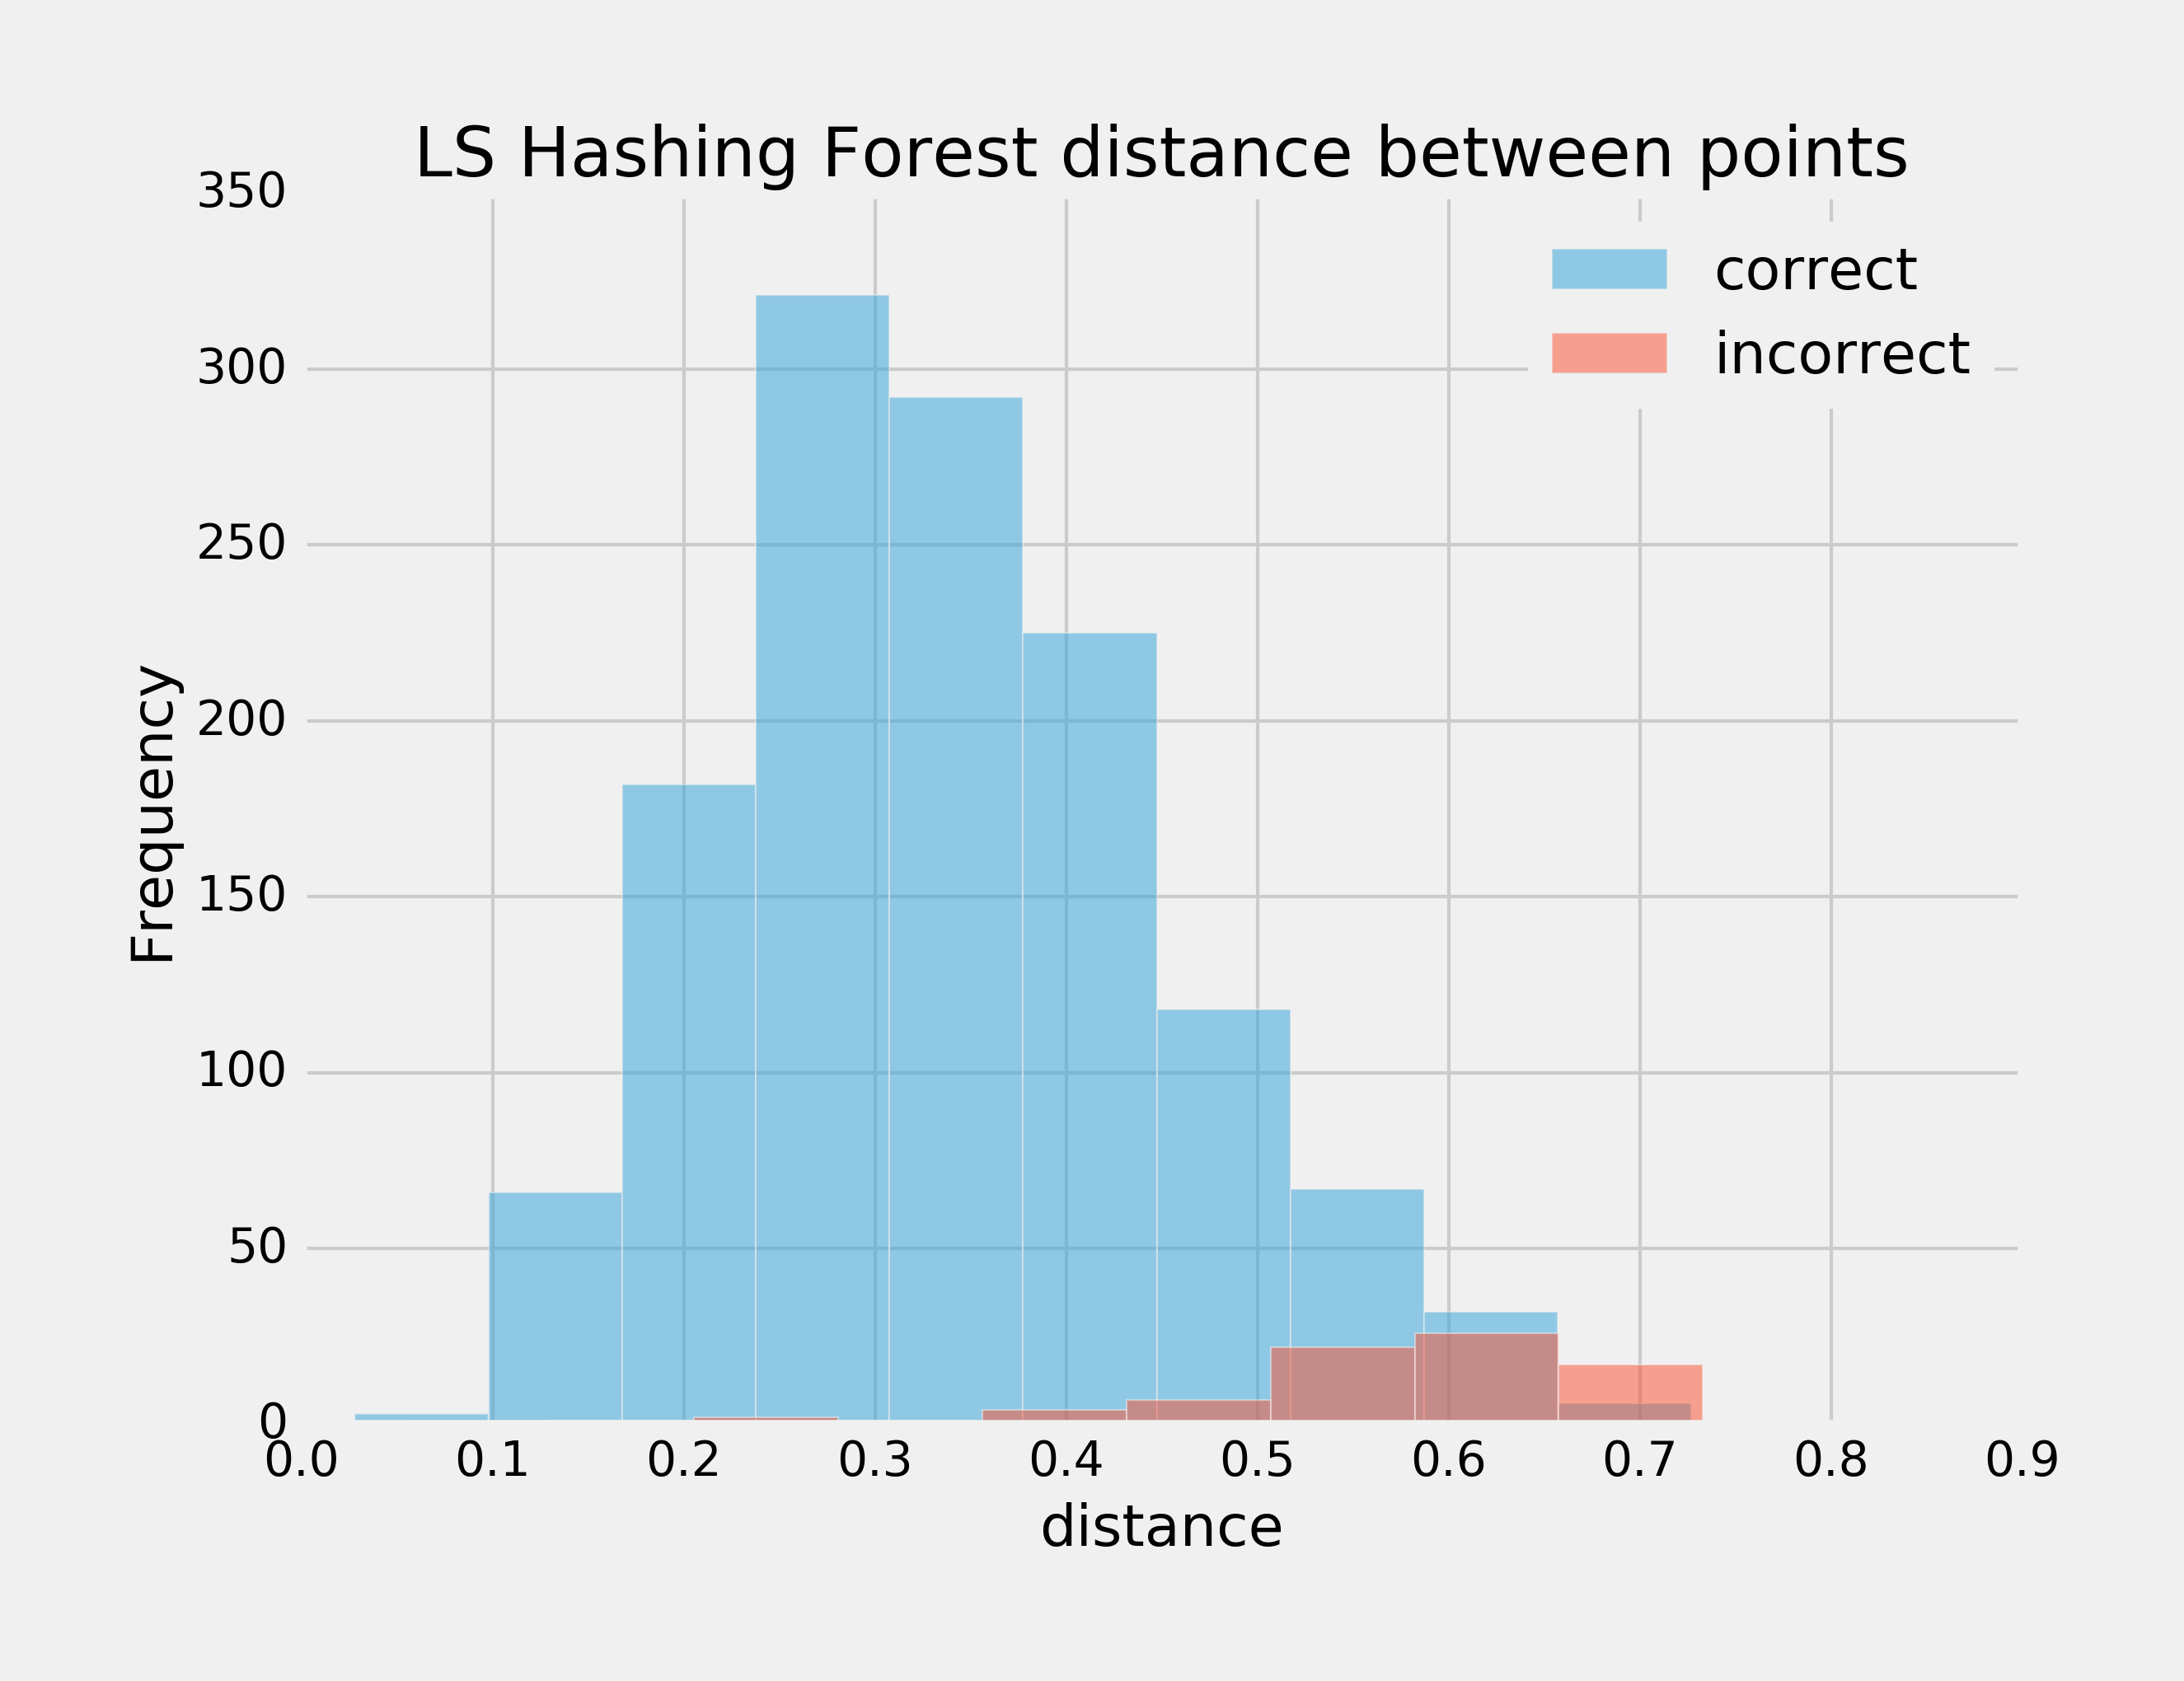 LS Hashing Forest distance between points
350
300
250
200
150
100
50
0
Frequency
correct
incorrect
0.0 0.1 0.2 0.3 0.4 0.5 0.6 0.7 0.8 0.9
distance